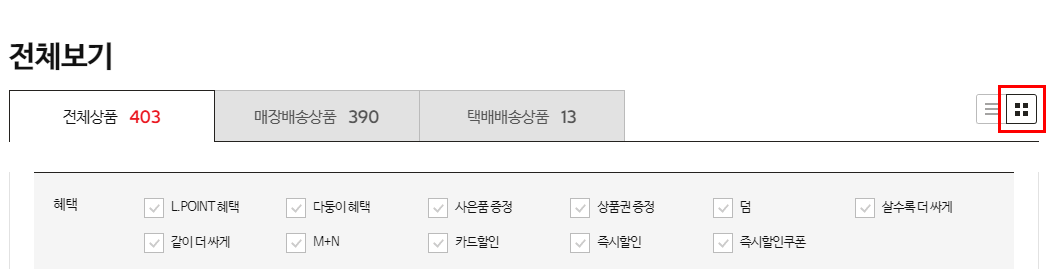 전체보기
전체상품 403 매장배송상품 390 택배배송상품 13
혜택 L.POINT 혜택 다둥이 혜택 사은품 증정 상품권 증정 덤 살수록 더 싸게
같이 더 싸게 M+N 카드할인 즉시할인 즉시할인쿠폰